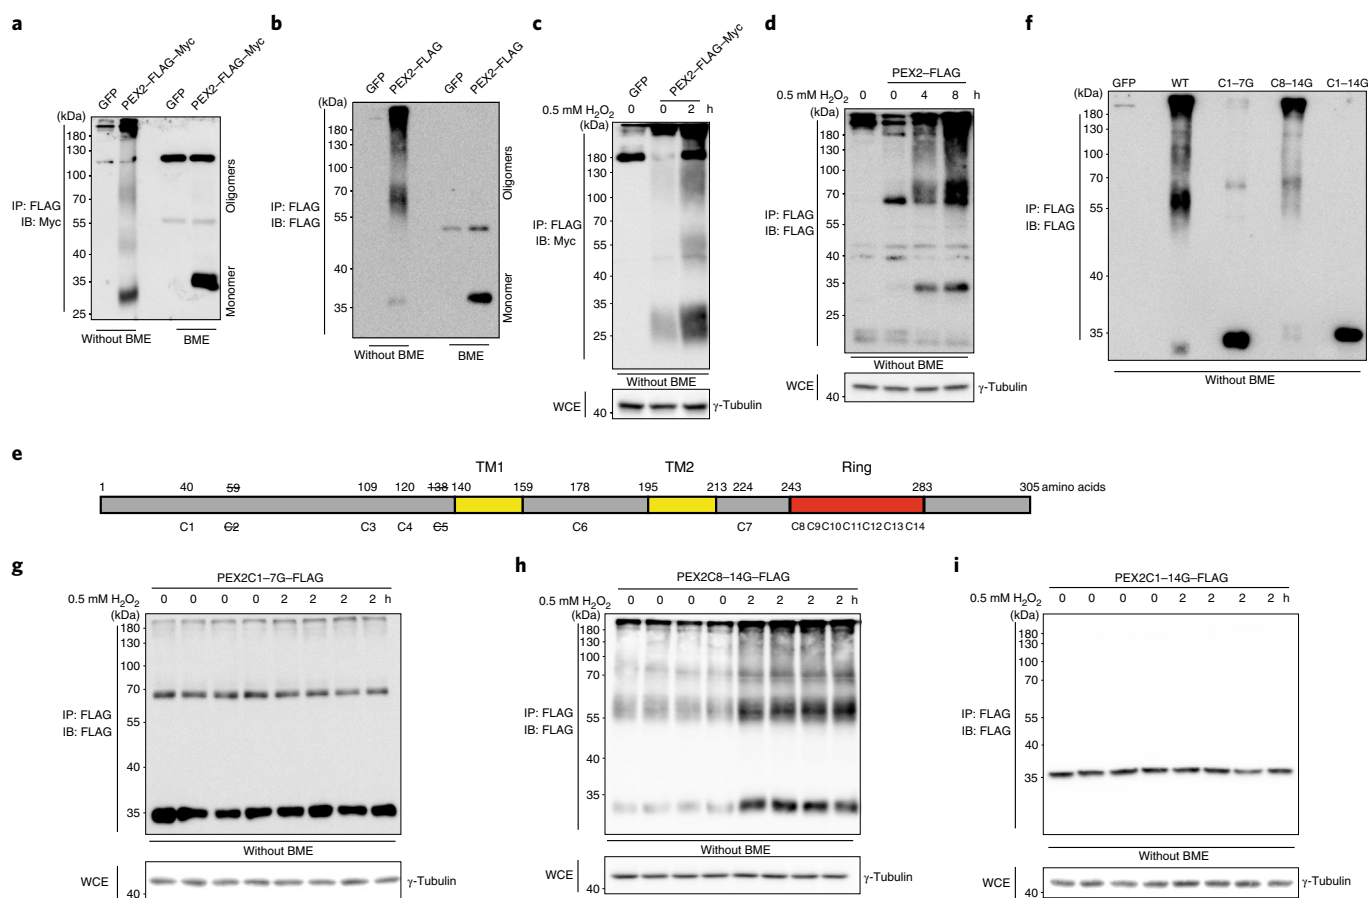 a
GFP
PEX2–FLAG–Myc
GFP
PEX2–FLAG–Myc
(kDa)
180
130
100
70
55
40
35
25
IP: FLAG
IB: Myc
Oligomers
Monomer
Without BME
BME
b
GFP
PEX2–FLAG
GFP
PEX2–FLAG
(kDa)
180
130
100
70
55
40
35
IP: FLAG
IB: FLAG
Oligomers
Monomer
Without BME
BME
c
GFP
PEX2–FLAG–Myc
0.5 mM H2O2 0 0 2 h
(kDa)
180
130
70
55
40
35
25
IP: FLAG
IB: Myc
Without BME
WCE
40
γ-Tubulin
d
PEX2–FLAG
0.5 mM H2O2 0 0 4 8 h
(kDa)
180
130
100
70
55
40
35
25
IP: FLAG
IB: FLAG
Without BME
WCE
40
γ-Tubulin
f
GFP WT C1–7G C8–14G C1–14G
(kDa)
180
130
100
70
55
40
35
IP: FLAG
IB: FLAG
Without BME
e
TM1 TM2 Ring
1 40 59 109 120 138 140 159 178 195 213 224 243 283 305 amino acids
C1 C2 C3 C4 C5 C6 C7 C8 C9 C10 C11 C12 C13 C14
g
PEX2C1–7G–FLAG
0.5 mM H2O2 0 0 0 0 2 2 2 2 h
(kDa)
180
130
100
70
55
40
35
IP: FLAG
IB: FLAG
Without BME
WCE
40
γ-Tubulin
h
PEX2C8–14G–FLAG
0.5 mM H2O2 0 0 0 0 2 2 2 2 h
(kDa)
180
130
100
70
55
40
35
IP: FLAG
IB: FLAG
Without BME
WCE
40
γ-Tubulin
i
PEX2C1–14G–FLAG
0.5 mM H2O2 0 0 0 0 2 2 2 2 h
(kDa)
180
130
100
70
55
40
35
IP: FLAG
IB: FLAG
Without BME
WCE
40
γ-Tubulin